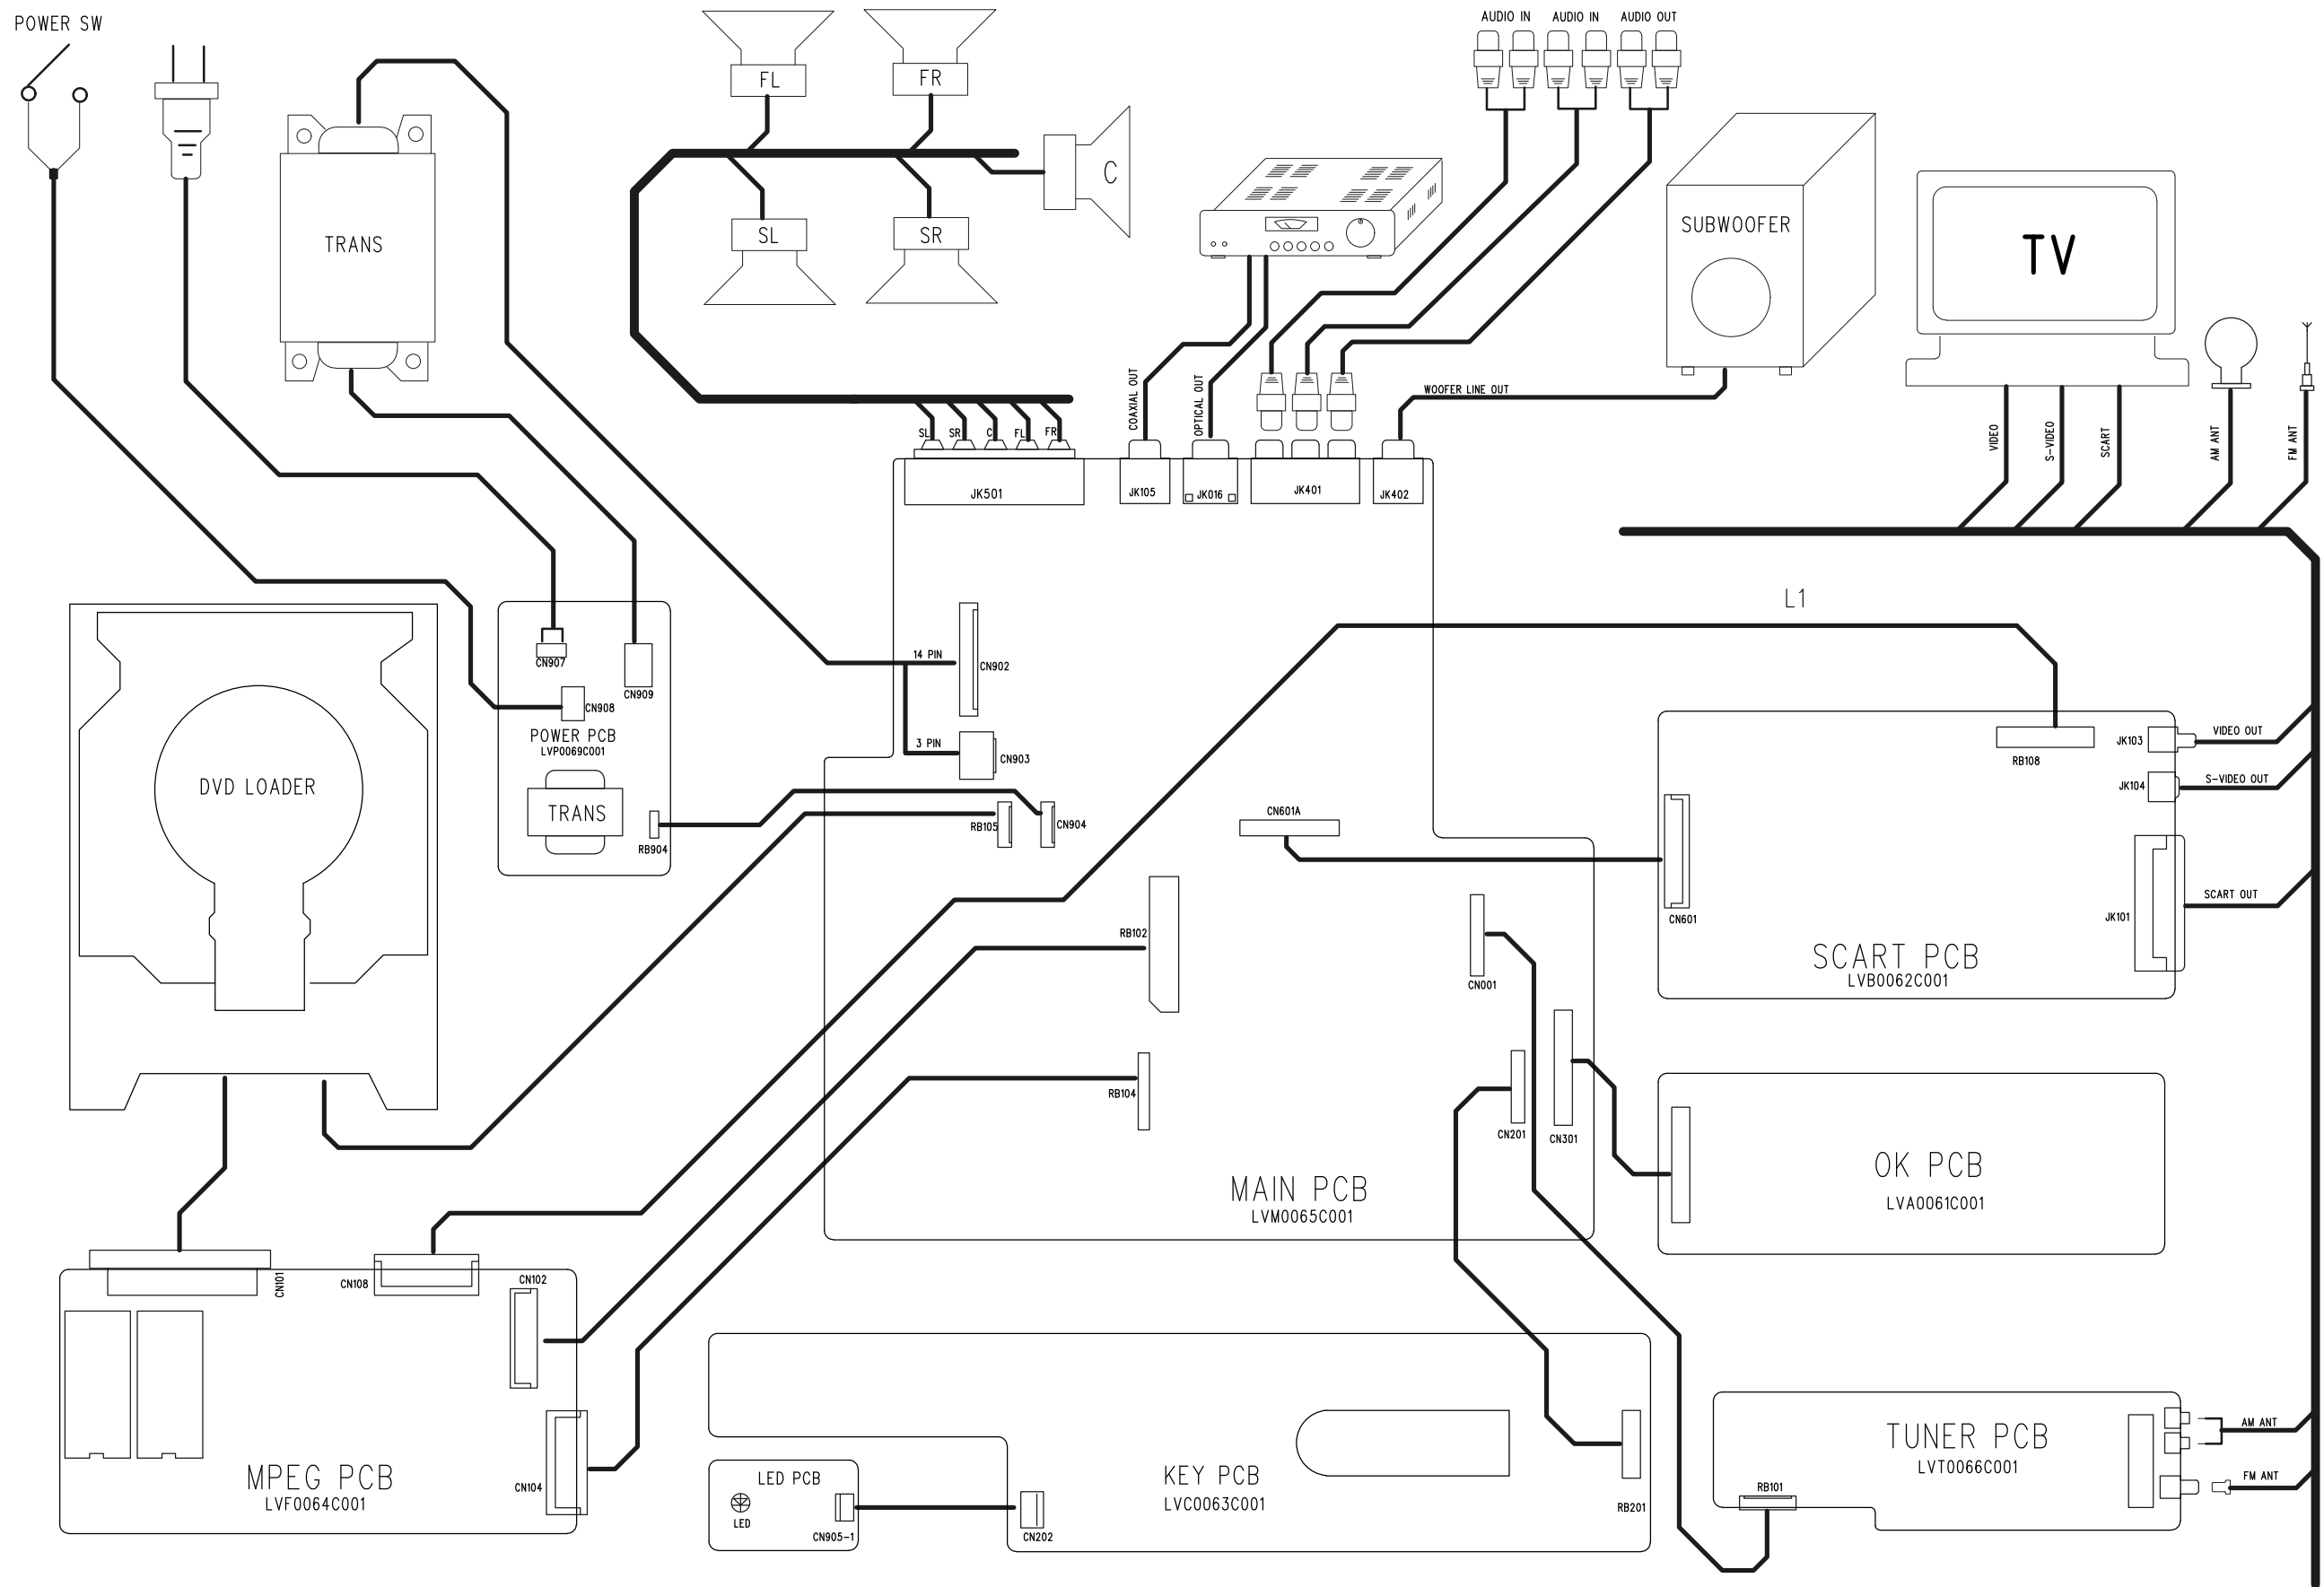 POWER SW
FL
FR
AUDIO IN
AUDIO IN
AUDIO OUT
C
TRANS
SL
SR
SUBWOOFER
TV
COAXIAL OUT
OPTICAL OUT
WOOFER LINE OUT
VIDEO
S-VIDEO
SCART
AM ANT
FM ANT
SL
SR
C
FL
FR
JK501
JK105
JK016
JK401
JK402
L1
CN907
CN909
CN908
POWER PCB
LVP0069C001
TRANS
RB904
14 PIN
CN902
3 PIN
CN903
RB105
CN904
DVD LOADER
CN601A
RB108
JK103
VIDEO OUT
JK104
S-VIDEO OUT
CN601
JK101
SCART OUT
SCART PCB
LVB0062C001
RB102
CN001
RB104
CN201
CN301
MAIN PCB
LVM0065C001
OK PCB
LVA0061C001
CN101
CN108
CN102
CN104
MPEG PCB
LVF0064C001
LED PCB
LED
CN905-1
CN202
KEY PCB
LVC0063C001
RB201
TUNER PCB
LVT0066C001
RB101
AM ANT
FM ANT